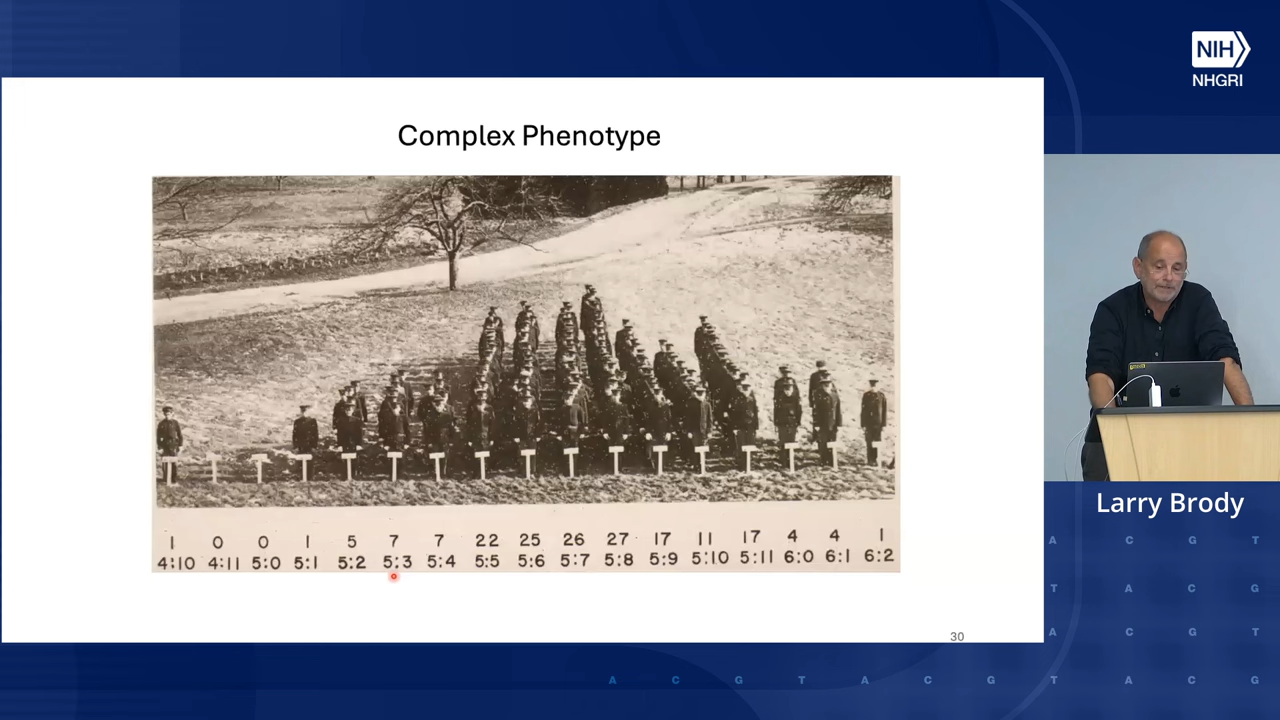 NIH
NHGRI
Complex Phenotype
1 0 0 1 5 7 7 22 25 26 27 17 11 17 4 4 1
4:10 4:11 5:0 5:1 5:2 5:3 5:4 5:5 5:6 5:7 5:8 5:9 5:10 5:11 6:0 6:1 6:2
30
Larry Brody
A C G T
T A C G
A C G T
A C G T A C G T A C G